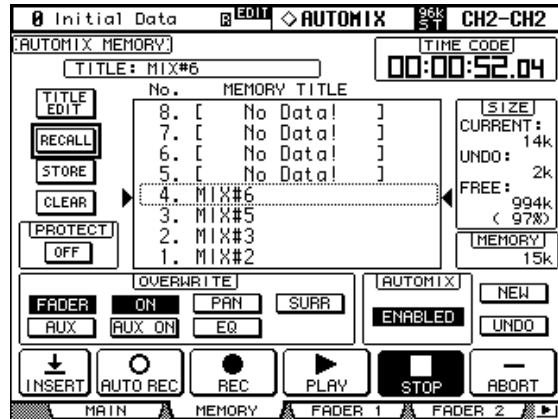 0 Initial Data R EDIT ◇AUTOMIX 96k ST CH2-CH2
AUTOMIX MEMORY
TIME CODE
00:00:52.04
TITLE: MIX#6
TITLE EDIT
RECALL
STORE
CLEAR
PROTECT
OFF
No. MEMORY TITLE
8. [ No Data! ]
7. [ No Data! ]
6. [ No Data! ]
5. [ No Data! ]
4. MIX#6
3. MIX#5
2. MIX#3
1. MIX#2
SIZE
CURRENT:
14k
UNDO:
2k
FREE:
994k
( 97%)
MEMORY
15k
OVERWRITE
FADER ON PAN SURR
AUX AUX ON EQ
AUTOMIX
ENABLED
NEW
UNDO
INSERT AUTO REC REC PLAY STOP ABORT
MAIN MEMORY FADER 1 FADER 2